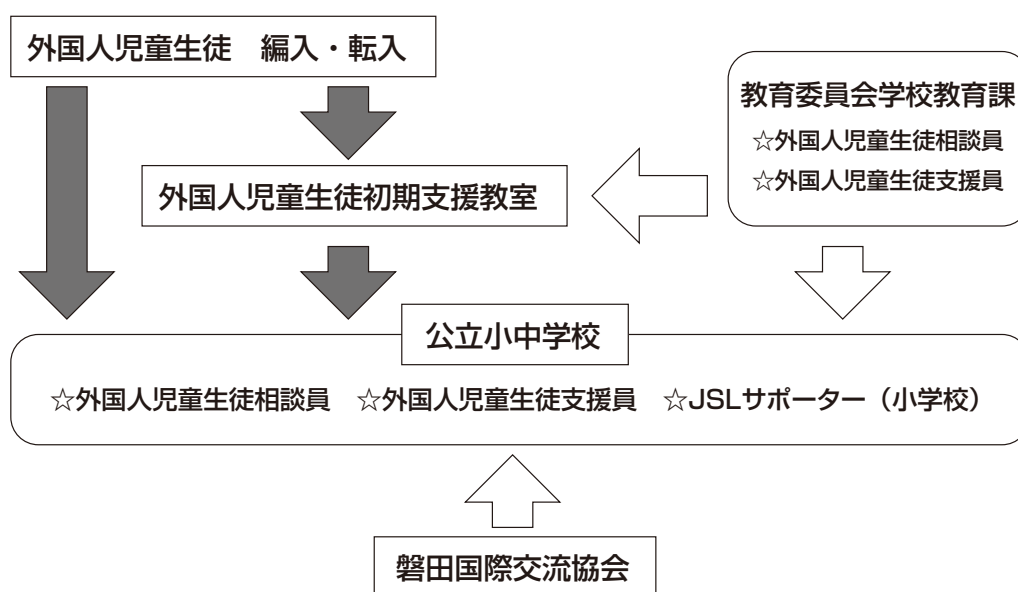 外国人児童生徒　編入・転入
教育委員会学校教育課
☆外国人児童生徒相談員
☆外国人児童生徒支援員
外国人児童生徒初期支援教室
公立小中学校
☆外国人児童生徒相談員　☆外国人児童生徒支援員　☆JSLサポーター（小学校）
磐田国際交流協会